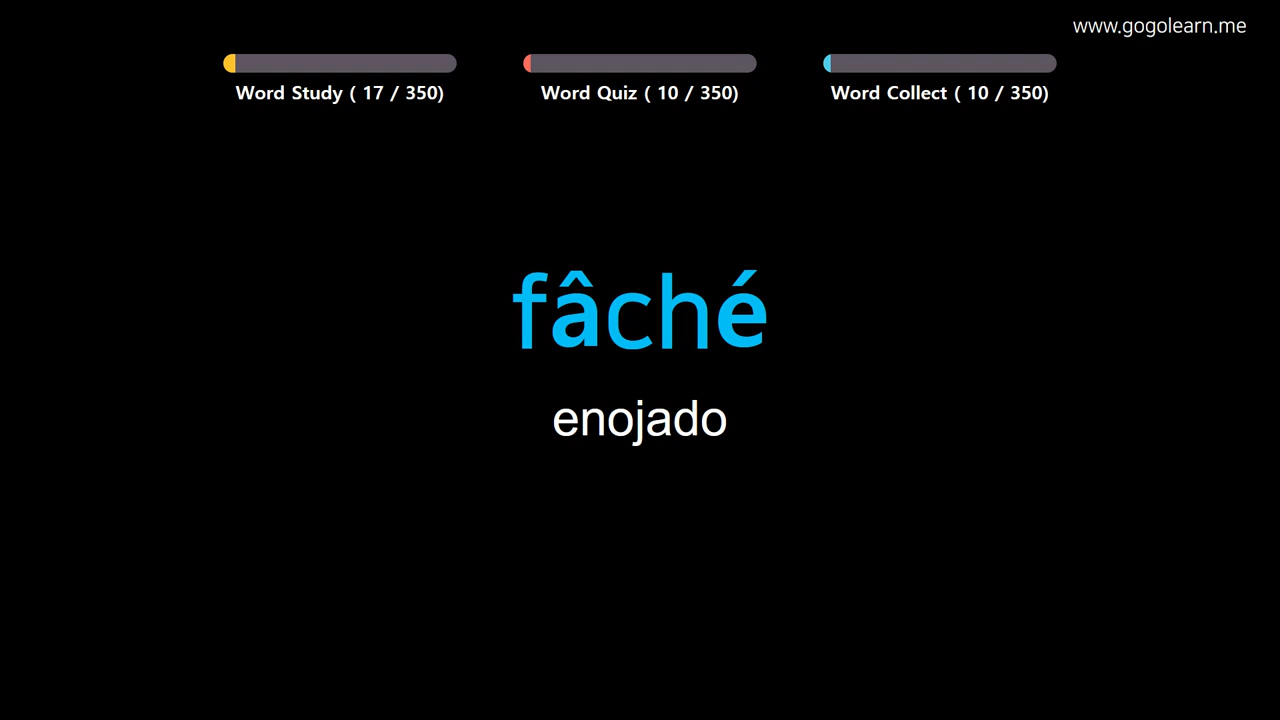 www.gogolearn.me
Word Study ( 17 / 350)
Word Quiz ( 10 / 350)
Word Collect ( 10 / 350)
fâché
enojado